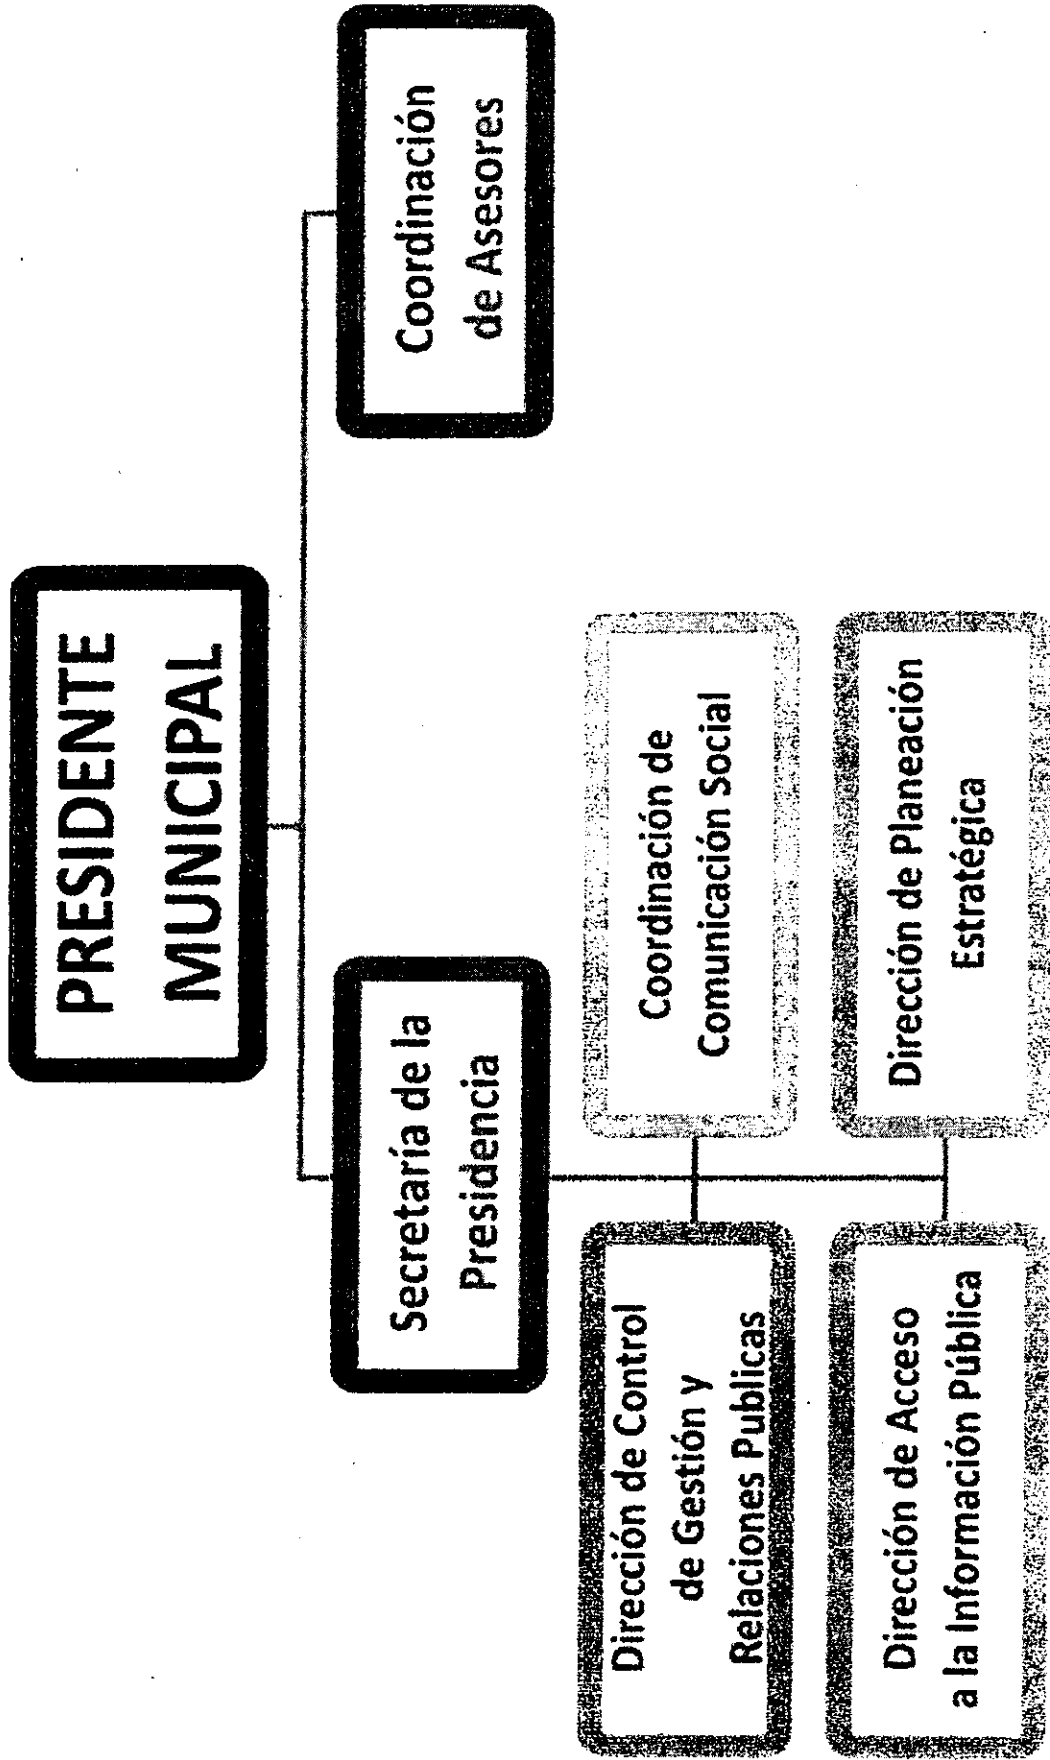 PRESIDENTE
MUNICIPAL
Secretaría de la
Presidencia
Coordinación
de Asesores
Dirección de Control
de Gestión y
Relaciones Publicas
Coordinación de
Comunicación Social
Dirección de Acceso
a la Información Pública
Dirección de Planeación
Estratégica